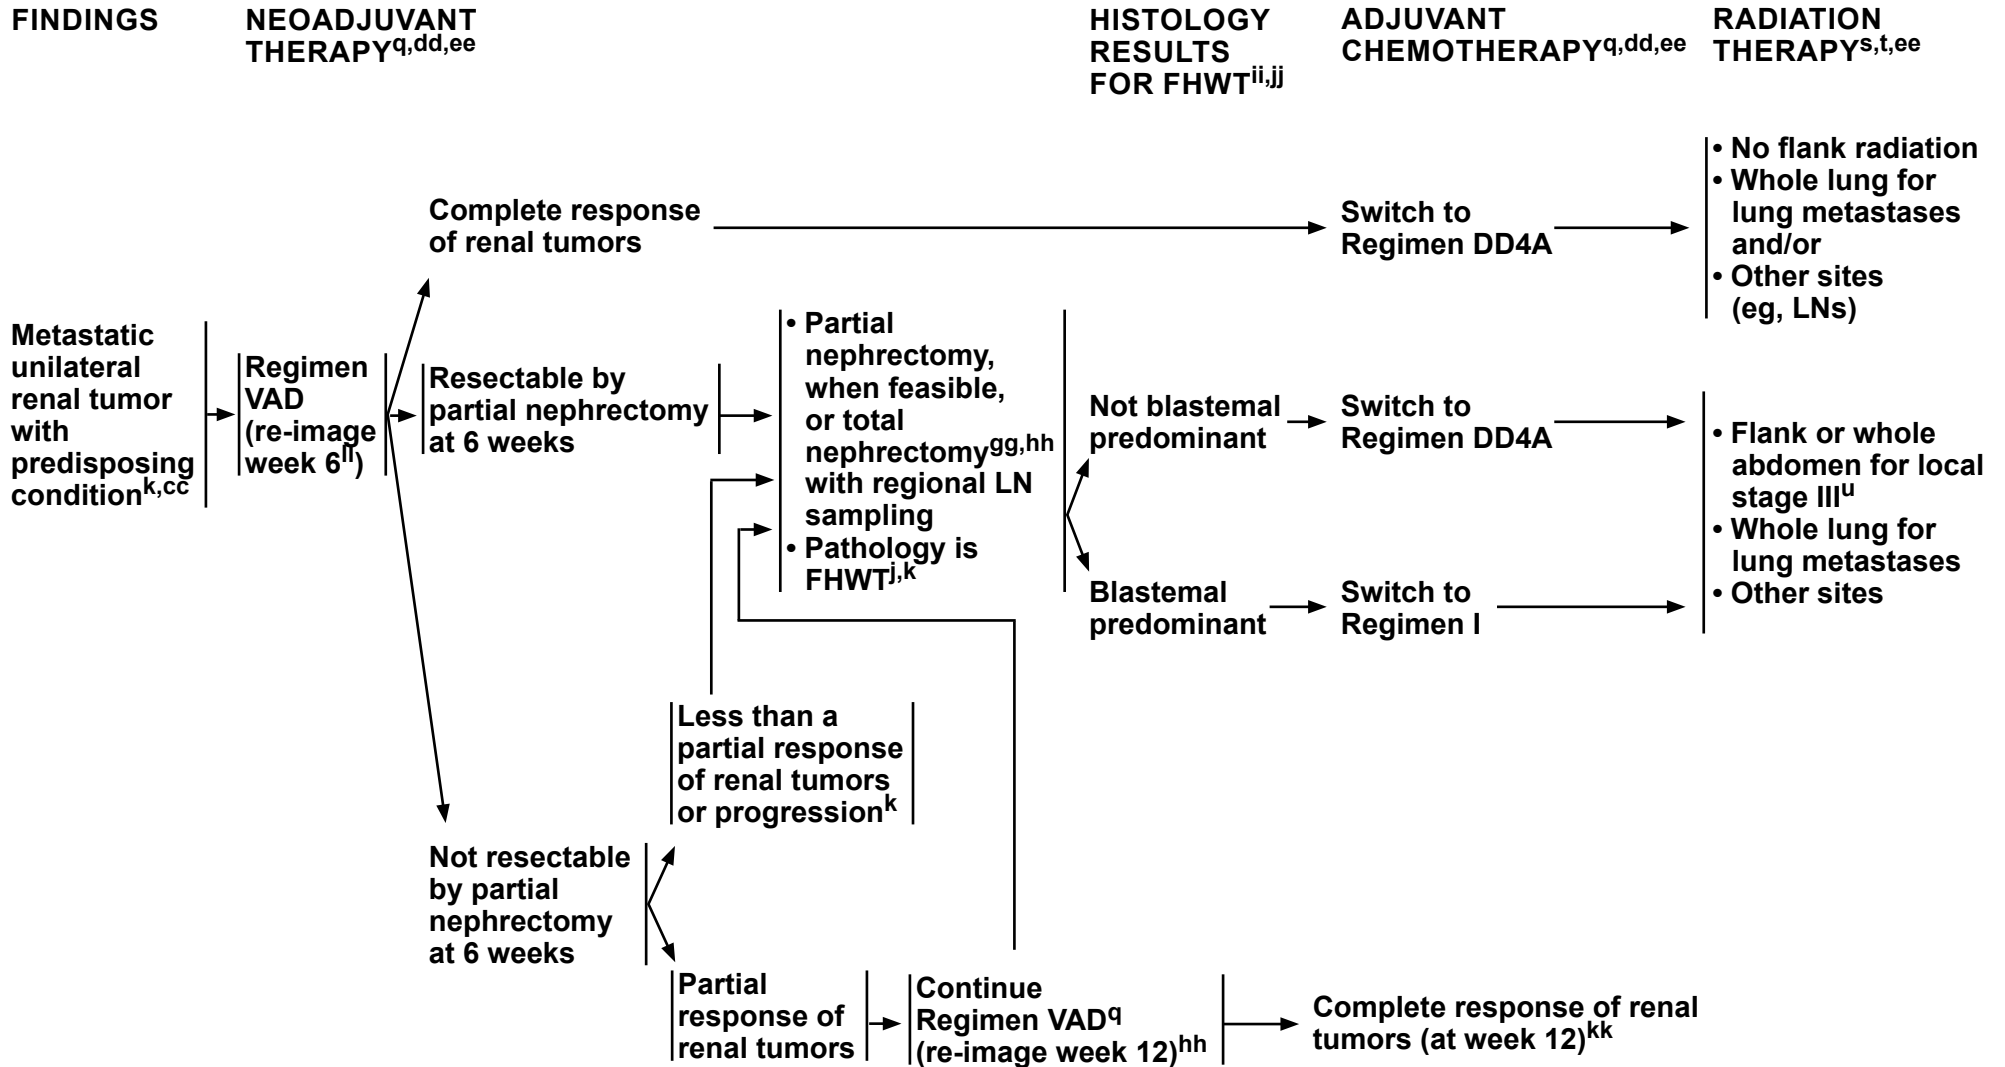 FINDINGS
NEOADJUVANT
THERAPYq,dd,ee
HISTOLOGY
RESULTS
FOR FHWTii,jj
ADJUVANT
CHEMOTHERAPYq,dd,ee
RADIATION
THERAPYs,t,ee
Metastatic
unilateral
renal tumor
with
predisposing
conditionk,cc
Regimen
VAD
(re-image
week 6ll)
Complete response
of renal tumors
Switch to
Regimen DD4A
• No flank radiation
• Whole lung for
lung metastases
and/or
• Other sites
(eg, LNs)
Resectable by
partial nephrectomy
at 6 weeks
• Partial
nephrectomy,
when feasible,
or total
nephrectomygg,hh
with regional LN
sampling
• Pathology is
FHWTj,k
Not blastemal
predominant
Switch to
Regimen DD4A
Blastemal
predominant
Switch to
Regimen I
• Flank or whole
abdomen for local
stage IIIu
• Whole lung for
lung metastases
• Other sites
Not resectable
by partial
nephrectomy
at 6 weeks
Less than a
partial response
of renal tumors
or progressionk
Partial
response of
renal tumors
Continue
Regimen VADq
(re-image week 12)hh
Complete response of renal
tumors (at week 12)kk